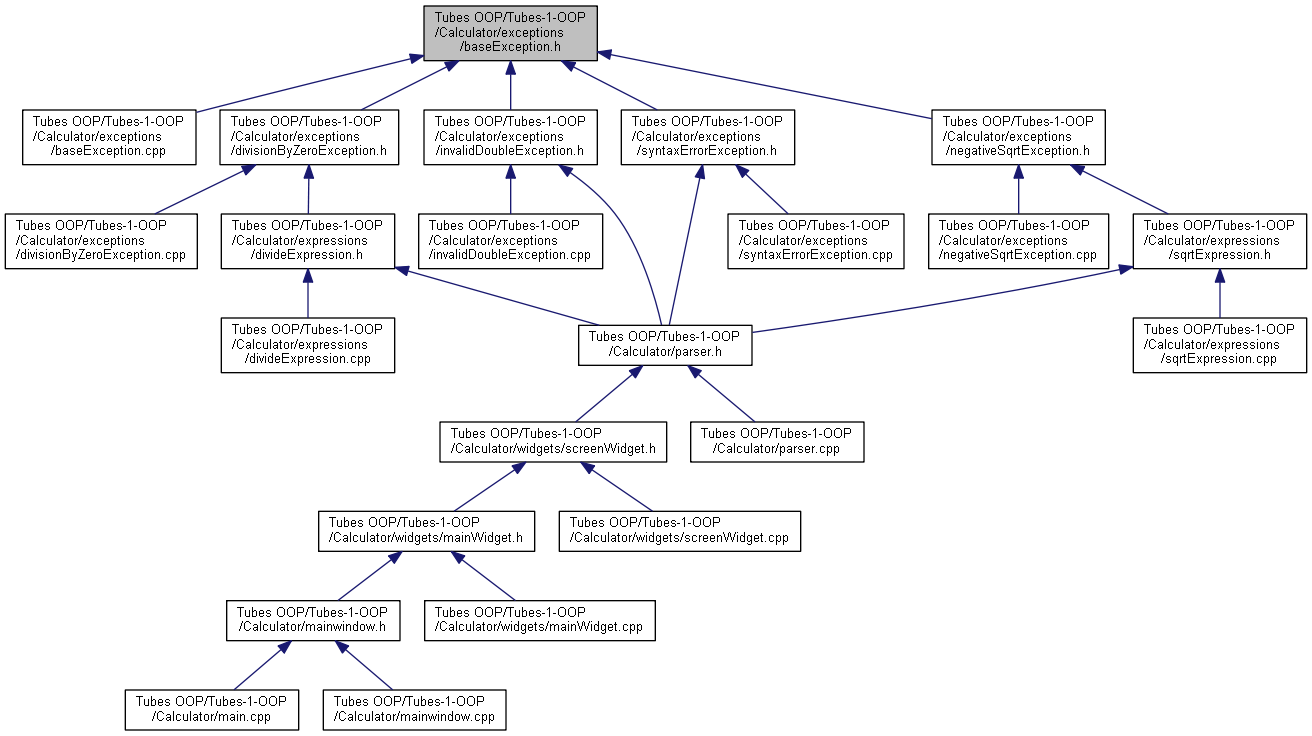 Tubes OOP/Tubes-1-OOP
/Calculator/exceptions
/baseException.h
Tubes OOP/Tubes-1-OOP
/Calculator/exceptions
/baseException.cpp
Tubes OOP/Tubes-1-OOP
/Calculator/exceptions
/divisionByZeroException.h
Tubes OOP/Tubes-1-OOP
/Calculator/exceptions
/invalidDoubleException.h
Tubes OOP/Tubes-1-OOP
/Calculator/exceptions
/syntaxErrorException.h
Tubes OOP/Tubes-1-OOP
/Calculator/exceptions
/negativeSqrtException.h
Tubes OOP/Tubes-1-OOP
/Calculator/exceptions
/divisionByZeroException.cpp
Tubes OOP/Tubes-1-OOP
/Calculator/expressions
/divideExpression.h
Tubes OOP/Tubes-1-OOP
/Calculator/exceptions
/invalidDoubleException.cpp
Tubes OOP/Tubes-1-OOP
/Calculator/exceptions
/syntaxErrorException.cpp
Tubes OOP/Tubes-1-OOP
/Calculator/exceptions
/negativeSqrtException.cpp
Tubes OOP/Tubes-1-OOP
/Calculator/expressions
/sqrtExpression.h
Tubes OOP/Tubes-1-OOP
/Calculator/expressions
/divideExpression.cpp
Tubes OOP/Tubes-1-OOP
/Calculator/parser.h
Tubes OOP/Tubes-1-OOP
/Calculator/expressions
/sqrtExpression.cpp
Tubes OOP/Tubes-1-OOP
/Calculator/widgets/screenWidget.h
Tubes OOP/Tubes-1-OOP
/Calculator/parser.cpp
Tubes OOP/Tubes-1-OOP
/Calculator/widgets/mainWidget.h
Tubes OOP/Tubes-1-OOP
/Calculator/widgets/screenWidget.cpp
Tubes OOP/Tubes-1-OOP
/Calculator/mainwindow.h
Tubes OOP/Tubes-1-OOP
/Calculator/widgets/mainWidget.cpp
Tubes OOP/Tubes-1-OOP
/Calculator/main.cpp
Tubes OOP/Tubes-1-OOP
/Calculator/mainwindow.cpp